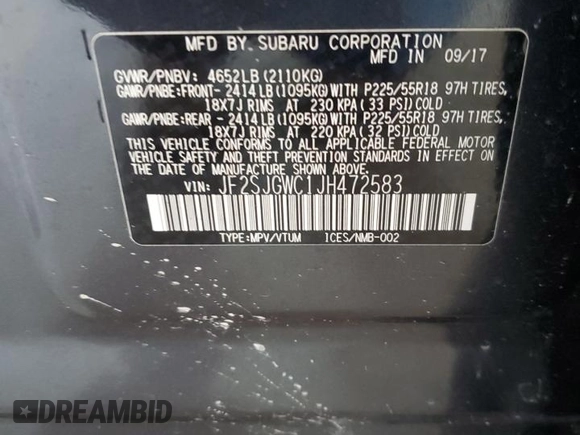 MFD BY SUBARU CORPORATION
MFD IN 09/17
GVWR/PNBV: 4652LB(2110KG)
GAWR/PNBE:FRONT- 2414LB(1095KG)WITH P225/55R18 97H TIRES,
18X7J RIMS AT 230 KPA(33 PSI)COLD
GAWR/PNBE:REAR - 2414LB(1095KG)WITH P225/55R18 97H TIRES,
18X7J RIMS AT 220 KPA(32 PSI)COLD
THIS VEHICLE CONFORMS TO ALL APPLICABLE FEDERAL MOTOR
VEHICLE SAFETY AND THEFT PREVENTION STANDARDS IN EFFECT ON
THE DATE OF MANUFACTURE SHOWN ABOVE.
VIN: JF2SJGWC1JH472583
TYPE:MPV/VTUM ICES/NMB-002
DREAMBID